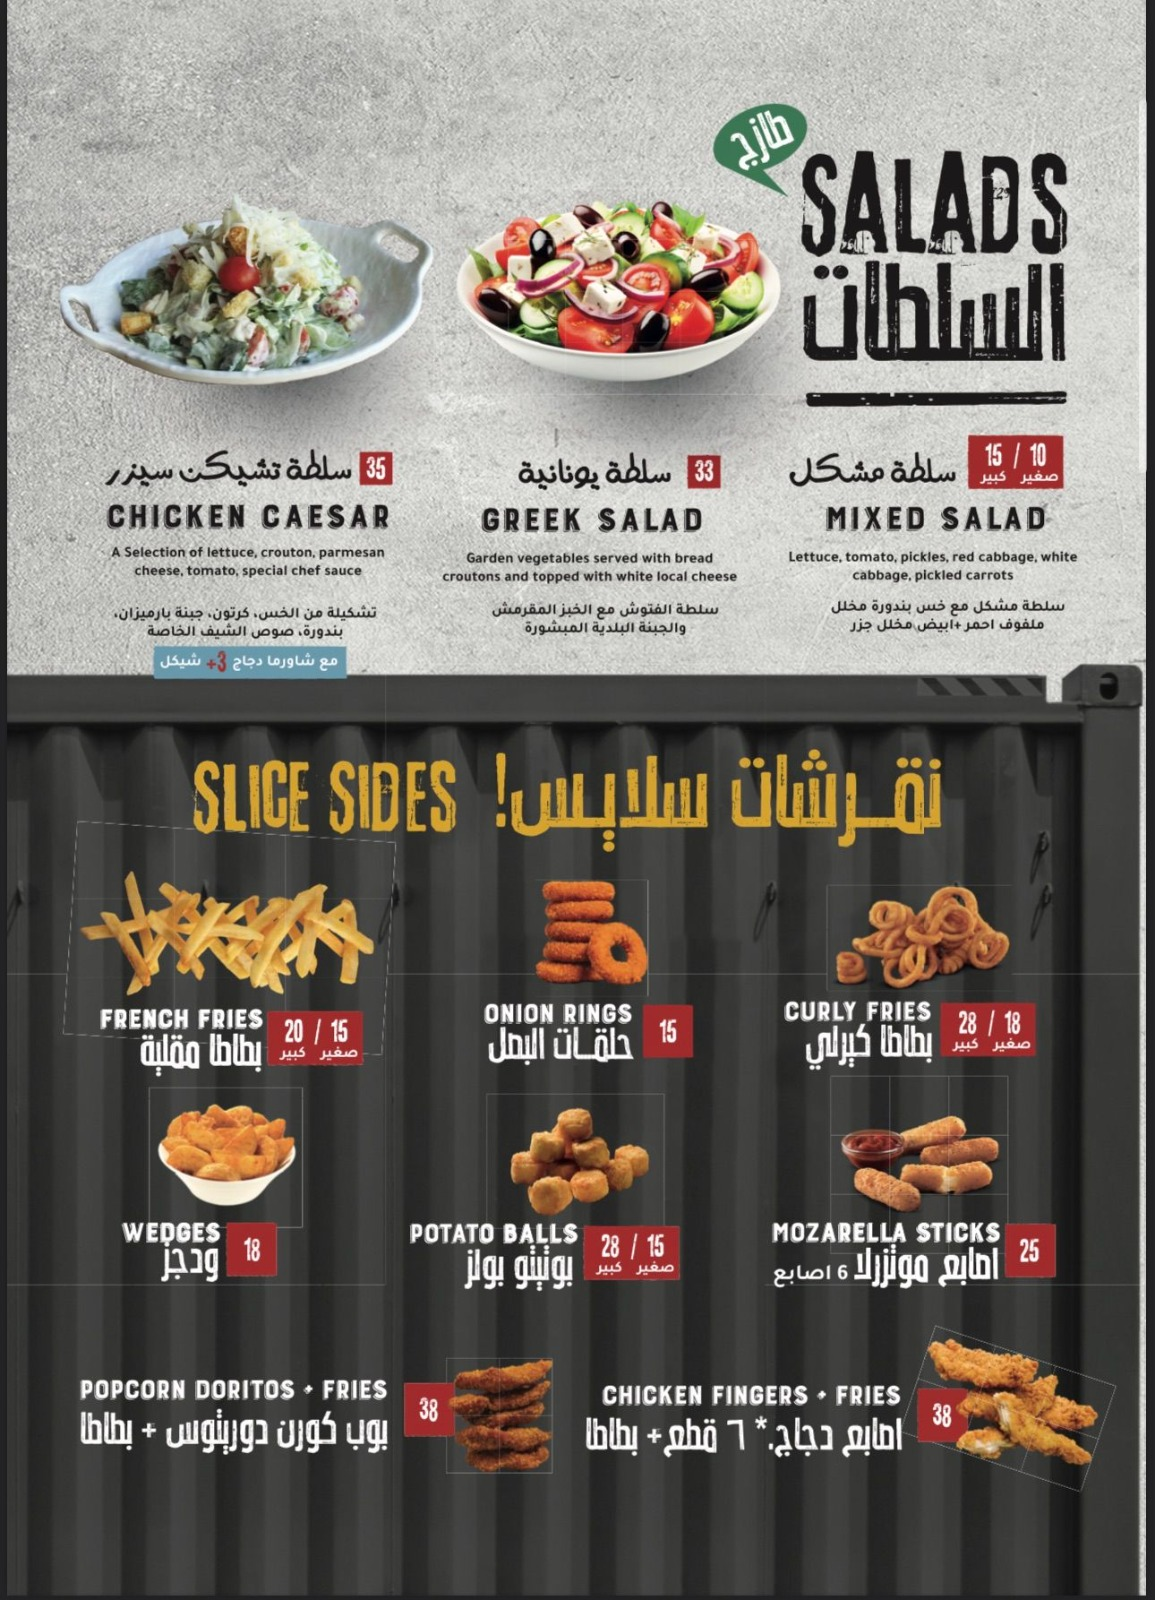 طازج
SALADS
السلطات
سلطة تشيكن سيزر 35
CHICKEN CAESAR
A Selection of lettuce, crouton, parmesan
cheese, tomato, special chef sauce
تشكيلة من الخس، كرتون، جبنة بارميزان،
بندورة، صوص الشيف الخاصة
مع شاورما دجاج 3+ شيكل
سلطة يونانية 33
GREEK SALAD
Garden vegetables served with bread
croutons and topped with white local cheese
سلطة الفتوش مع الخبز المقرمش
والجبنة البلدية المبشورة
سلطة مشكل 15 / 10
كبير صغير
MIXED SALAD
Lettuce, tomato, pickles, red cabbage, white
cabbage, pickled carrots
سلطة مشكل مع خس بندورة مخلل
ملفوف احمر +ابيض مخلل جزر
SLICE SIDES نقرشات سلايس!
FRENCH FRIES
بطاطا مقلية
20 / 15
كبير صغير
ONION RINGS
حلقات البصل
15
CURLY FRIES
بطاطا كيرلي
28 / 18
كبير صغير
WEDGES
ودجز
18
POTATO BALLS
بوتيتو بولز
28 / 15
كبير صغير
MOZARELLA STICKS
اصابع موتزرلا 6 اصابع
25
POPCORN DORITOS + FRIES
بوب كورن دوريتوس + بطاطا
38
CHICKEN FINGERS + FRIES
اصابع دجاج.* ٦ قطع+ بطاطا
38